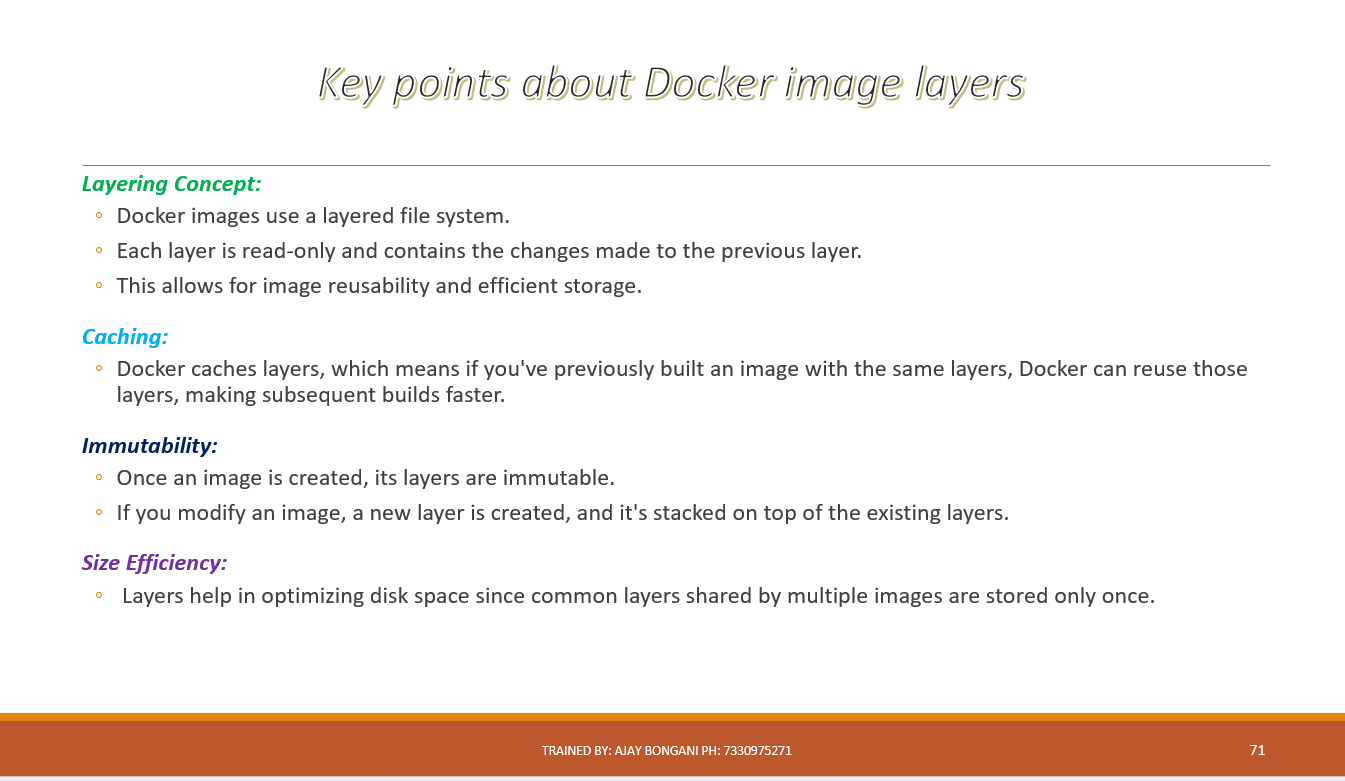 Key points about Docker image layers
Layering Concept:
◦ Docker images use a layered file system.
◦ Each layer is read-only and contains the changes made to the previous layer.
◦ This allows for image reusability and efficient storage.
Caching:
◦ Docker caches layers, which means if you've previously built an image with the same layers, Docker can reuse those
layers, making subsequent builds faster.
Immutability:
◦ Once an image is created, its layers are immutable.
◦ If you modify an image, a new layer is created, and it's stacked on top of the existing layers.
Size Efficiency:
◦ Layers help in optimizing disk space since common layers shared by multiple images are stored only once.
TRAINED BY: AJAY BONGANI PH: 7330975271
71